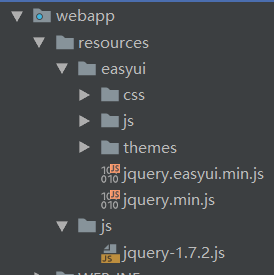 webapp
resources
easyui
css
js
themes
jquery.easyui.min.js
jquery.min.js
js
jquery-1.7.2.js